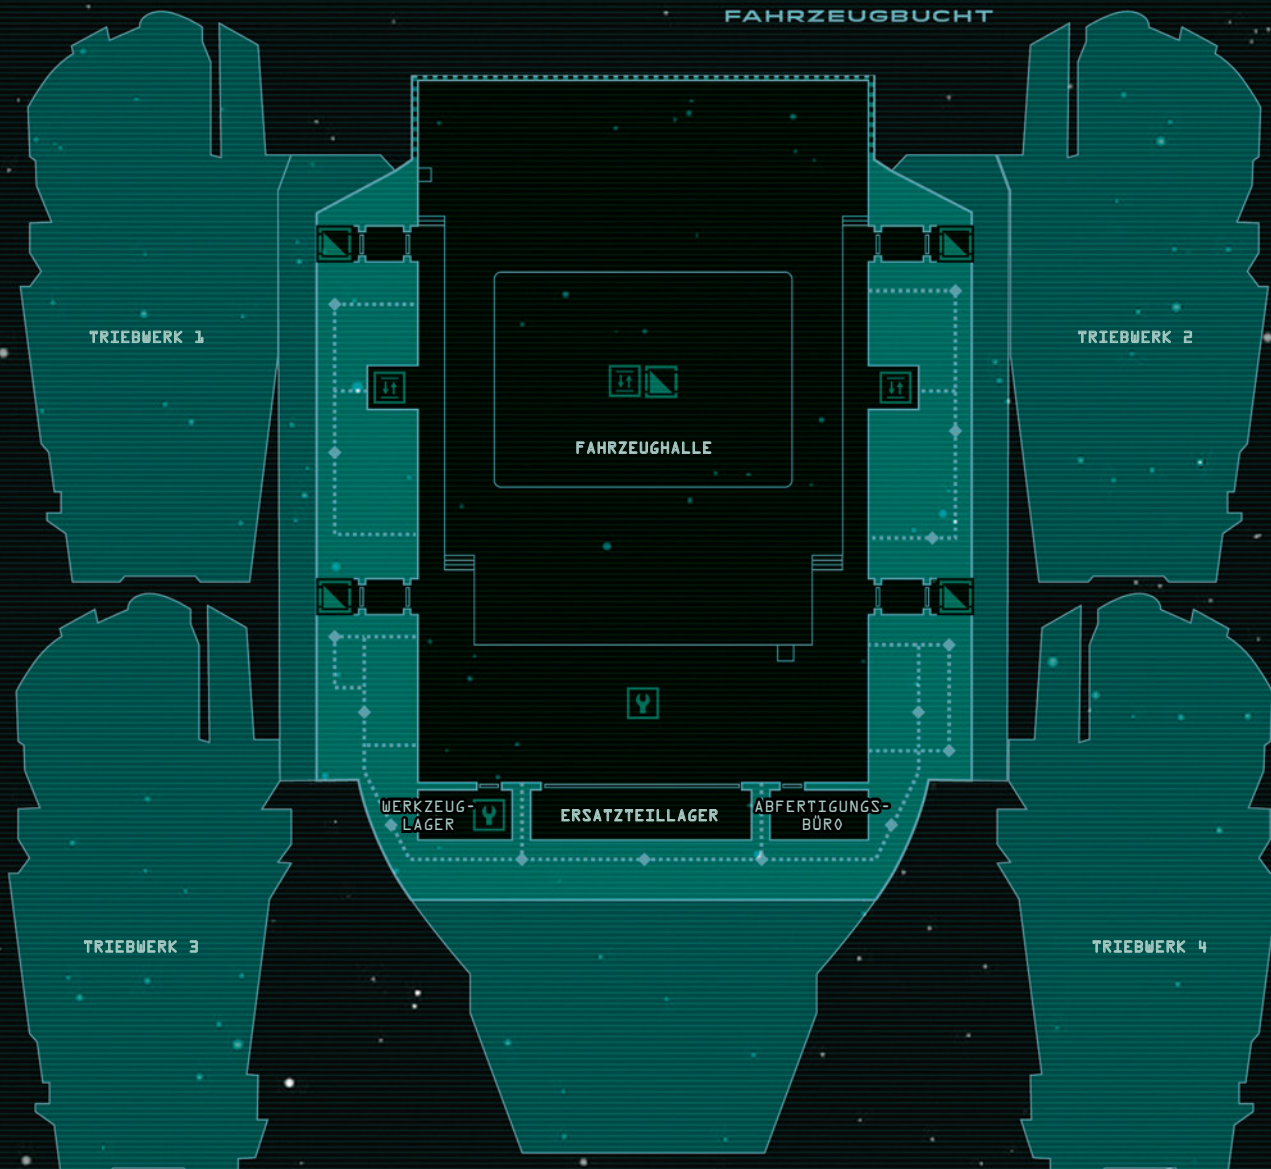 FAHRZEUGBUCHT
TRIEBWERK 1
TRIEBWERK 2
FAHRZEUGHALLE
WERKZEUG-
LAGER
ERSATZTEILLAGER
ABFERTIGUNGS-
BÜRO
TRIEBWERK 3
TRIEBWERK 4